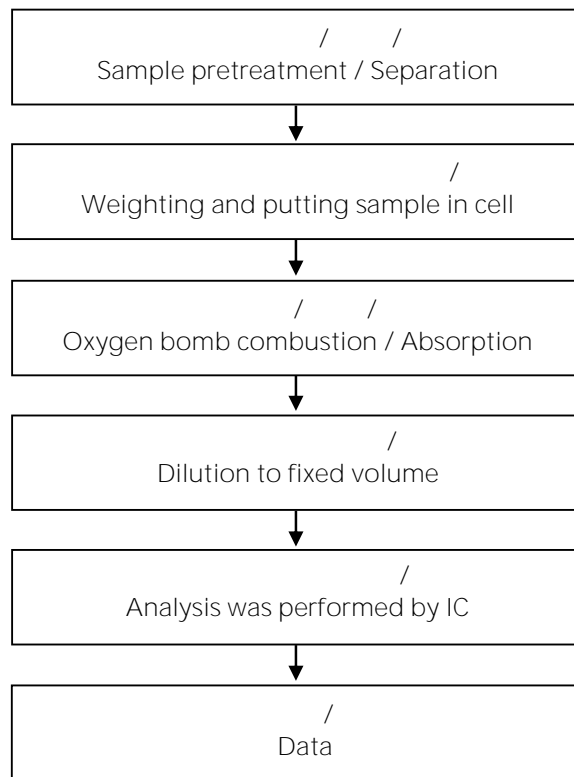 / /
Sample pretreatment / Separation
/
Weighting and putting sample in cell
/ /
Oxygen bomb combustion / Absorption
/
Dilution to fixed volume
/
Analysis was performed by IC
/
Data